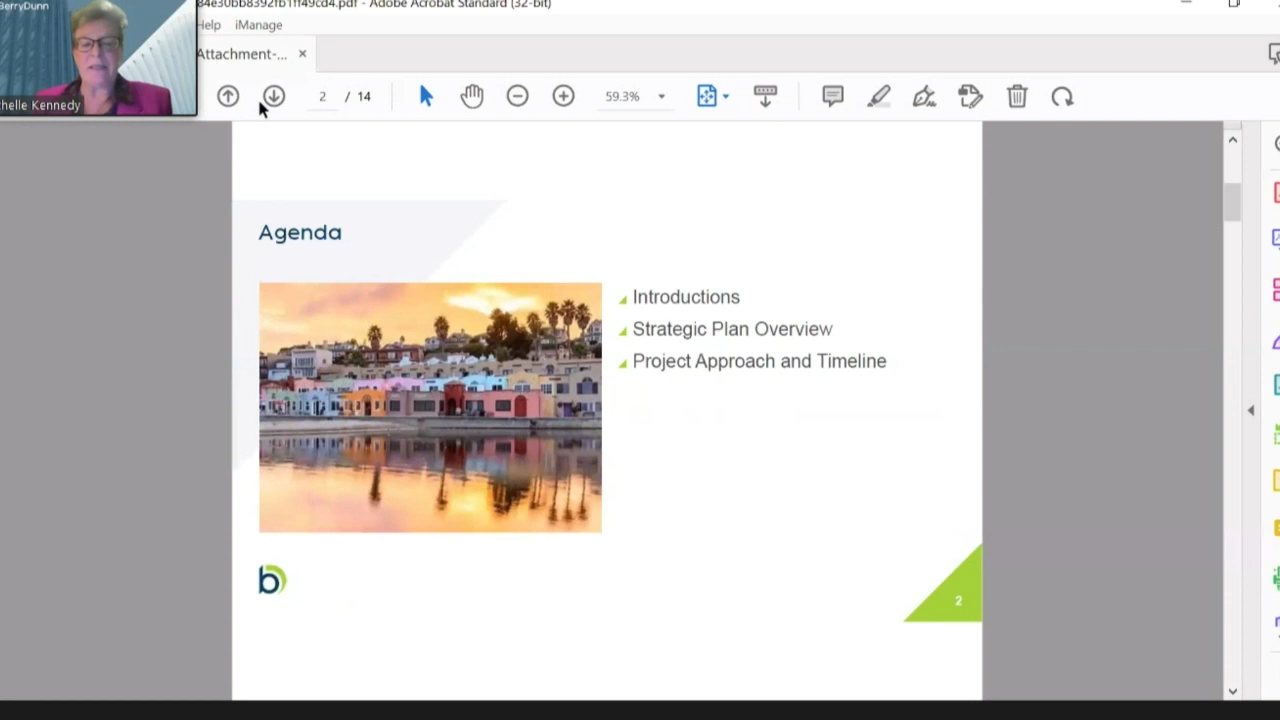 BerryDunn
84e30bb8392fb1ff49cd4.pdf - Adobe Acrobat Standard (32-bit)
Help iManage
Attachment-... ×
helle Kennedy
2 / 14
59.3%
Agenda
Introductions
Strategic Plan Overview
Project Approach and Timeline
b
2